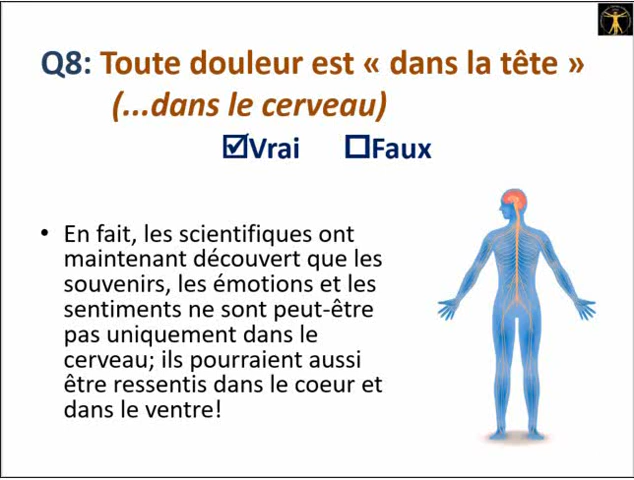 Q8: Toute douleur est « dans la tête »
(...dans le cerveau)
☑Vrai ☐Faux
• En fait, les scientifiques ont
maintenant découvert que les
souvenirs, les émotions et les
sentiments ne sont peut-être
pas uniquement dans le
cerveau; ils pourraient aussi
être ressentis dans le coeur et
dans le ventre!